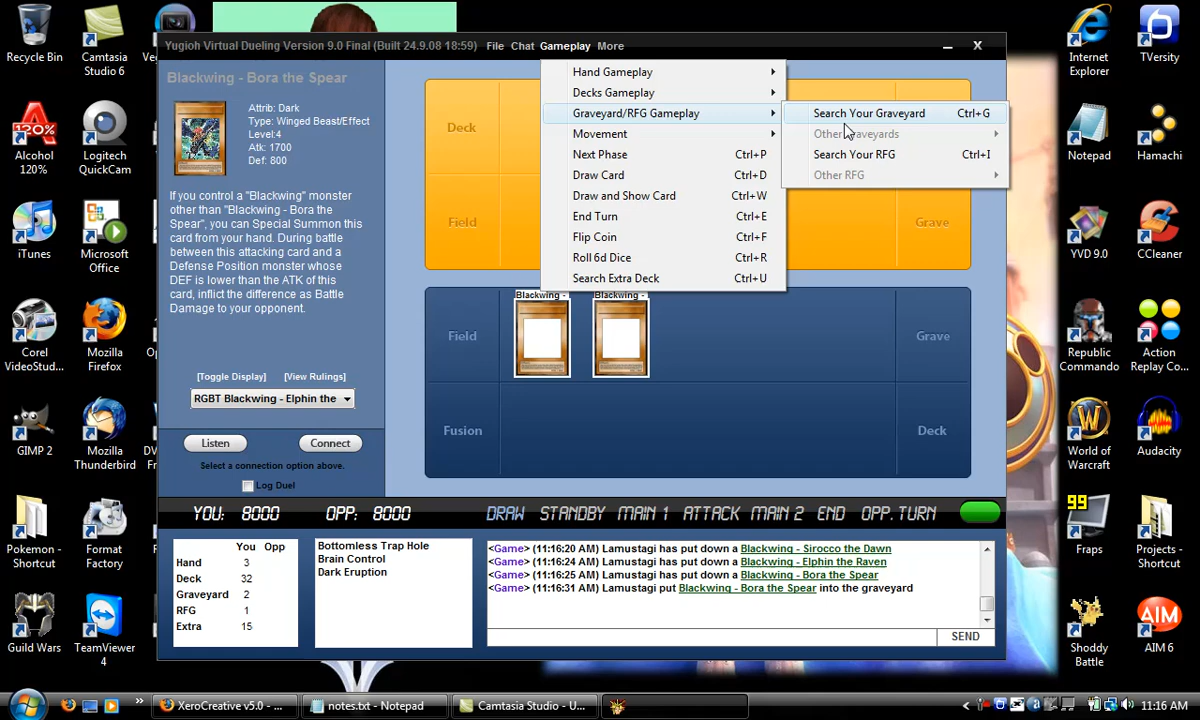 Recycle Bin
Camtasia Studio 6
Alcohol 120%
Logitech QuickCam
iTunes
Microsoft Office
Corel VideoStud...
Mozilla Firefox
GIMP 2
Mozilla Thunderbird
Pokemon - Shortcut
Format Factory
Guild Wars
TeamViewer 4
Yugioh Virtual Dueling Version 9.0 Final (Built 24.9.08 18:59)
File Chat Gameplay More
Blackwing - Bora the Spear
Attrib: Dark
Type: Winged Beast/Effect
Level:4
Atk: 1700
Def: 800
If you control a "Blackwing" monster
other than "Blackwing - Bora the
Spear", you can Special Summon this
card from your hand. During battle
between this attacking card and a
Defense Position monster whose
DEF is lower than the ATK of this
card, inflict the difference as Battle
Damage to your opponent.
[Toggle Display] [View Rulings]
RGBT Blackwing - Elphin the
Listen Connect
Select a connection option above.
Log Duel
Deck
Field
Grave
Hand Gameplay
Decks Gameplay
Graveyard/RFG Gameplay
Movement
Next Phase Ctrl+P
Draw Card Ctrl+D
Draw and Show Card Ctrl+W
End Turn Ctrl+E
Flip Coin Ctrl+F
Roll 6d Dice Ctrl+R
Search Extra Deck Ctrl+U
Search Your Graveyard Ctrl+G
Other Graveyards
Search Your RFG Ctrl+I
Other RFG
Blackwing - Blackwing -
Field Grave
Fusion Deck
YOU: 8000 OPP: 8000 DRAW STANDBY MAIN 1 ATTACK MAIN 2 END OPP. TURN
You Opp
Hand 3
Deck 32
Graveyard 2
RFG 1
Extra 15
Bottomless Trap Hole
Brain Control
Dark Eruption
<Game> (11:16:20 AM) Lamustagi has put down a Blackwing - Sirocco the Dawn
<Game> (11:16:24 AM) Lamustagi has put down a Blackwing - Elphin the Raven
<Game> (11:16:25 AM) Lamustagi has put down a Blackwing - Bora the Spear
<Game> (11:16:31 AM) Lamustagi put Blackwing - Bora the Spear into the graveyard
SEND
Internet Explorer
TVersity
Notepad
Hamachi
YVD 9.0
CCleaner
Republic Commando
Action Replay Co...
World of Warcraft
Audacity
99
Fraps
Projects - Shortcut
Shoddy Battle
AIM 6
XeroCreative v5.0 - ... notes.txt - Notepad Camtasia Studio - U... 11:16 AM